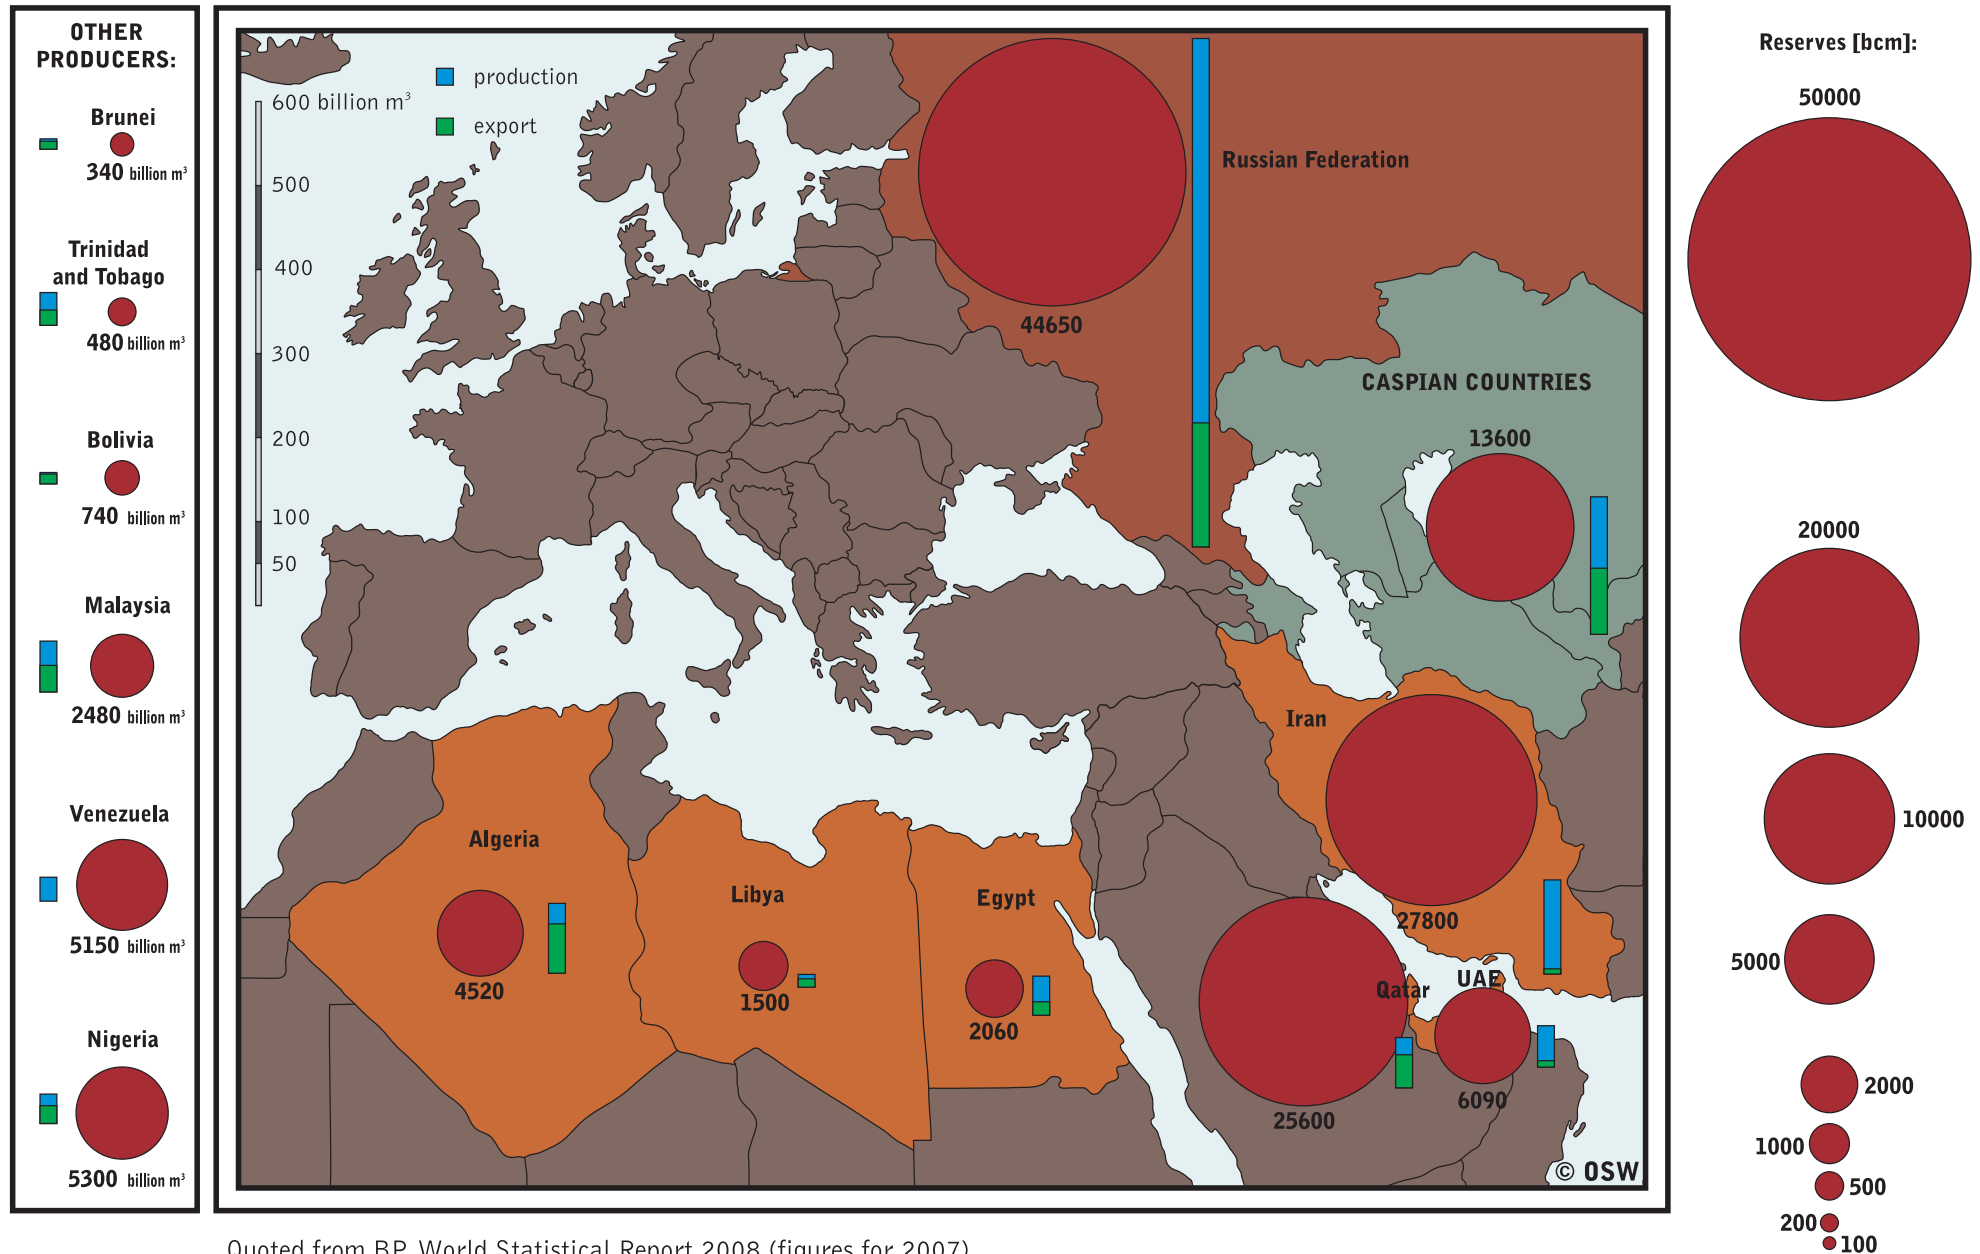 OTHER
PRODUCERS:
Brunei
340 billion m³
Trinidad
and Tobago
480 billion m³
Bolivia
740 billion m³
Malaysia
2480 billion m³
Venezuela
5150 billion m³
Nigeria
5300 billion m³
production
export
600 billion m³
500
400
300
200
100
50
Russian Federation
44650
CASPIAN COUNTRIES
13600
Iran
27800
Algeria
4520
Libya
1500
Egypt
2060
Qatar
25600
UAE
6090
© OSW
Reserves [bcm]:
50000
20000
10000
5000
2000
1000
500
200
100
Quoted from BP, World Statistical Report 2008 (figures for 2007)